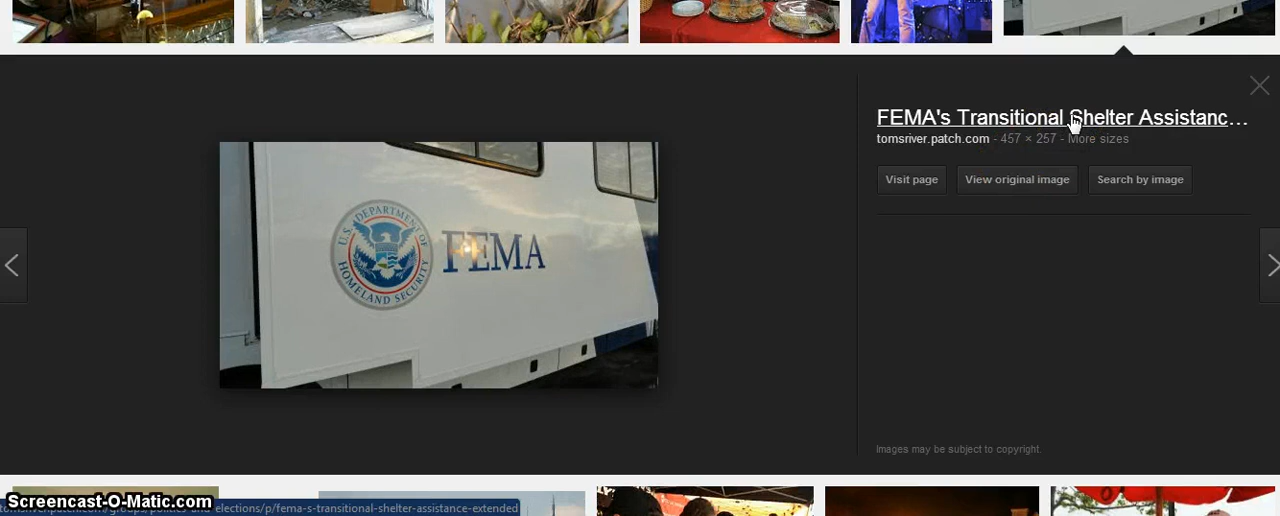 FEMA's Transitional Shelter Assistanc...
tomsriver.patch.com - 457 × 257 - More sizes
Visit page
View original image
Search by image
U.S. DEPARTMENT OF
HOMELAND SECURITY
FEMA
Images may be subject to copyright.
Screencast-O-Matic.com
fema-s-transitional-shelter-assistance-extended